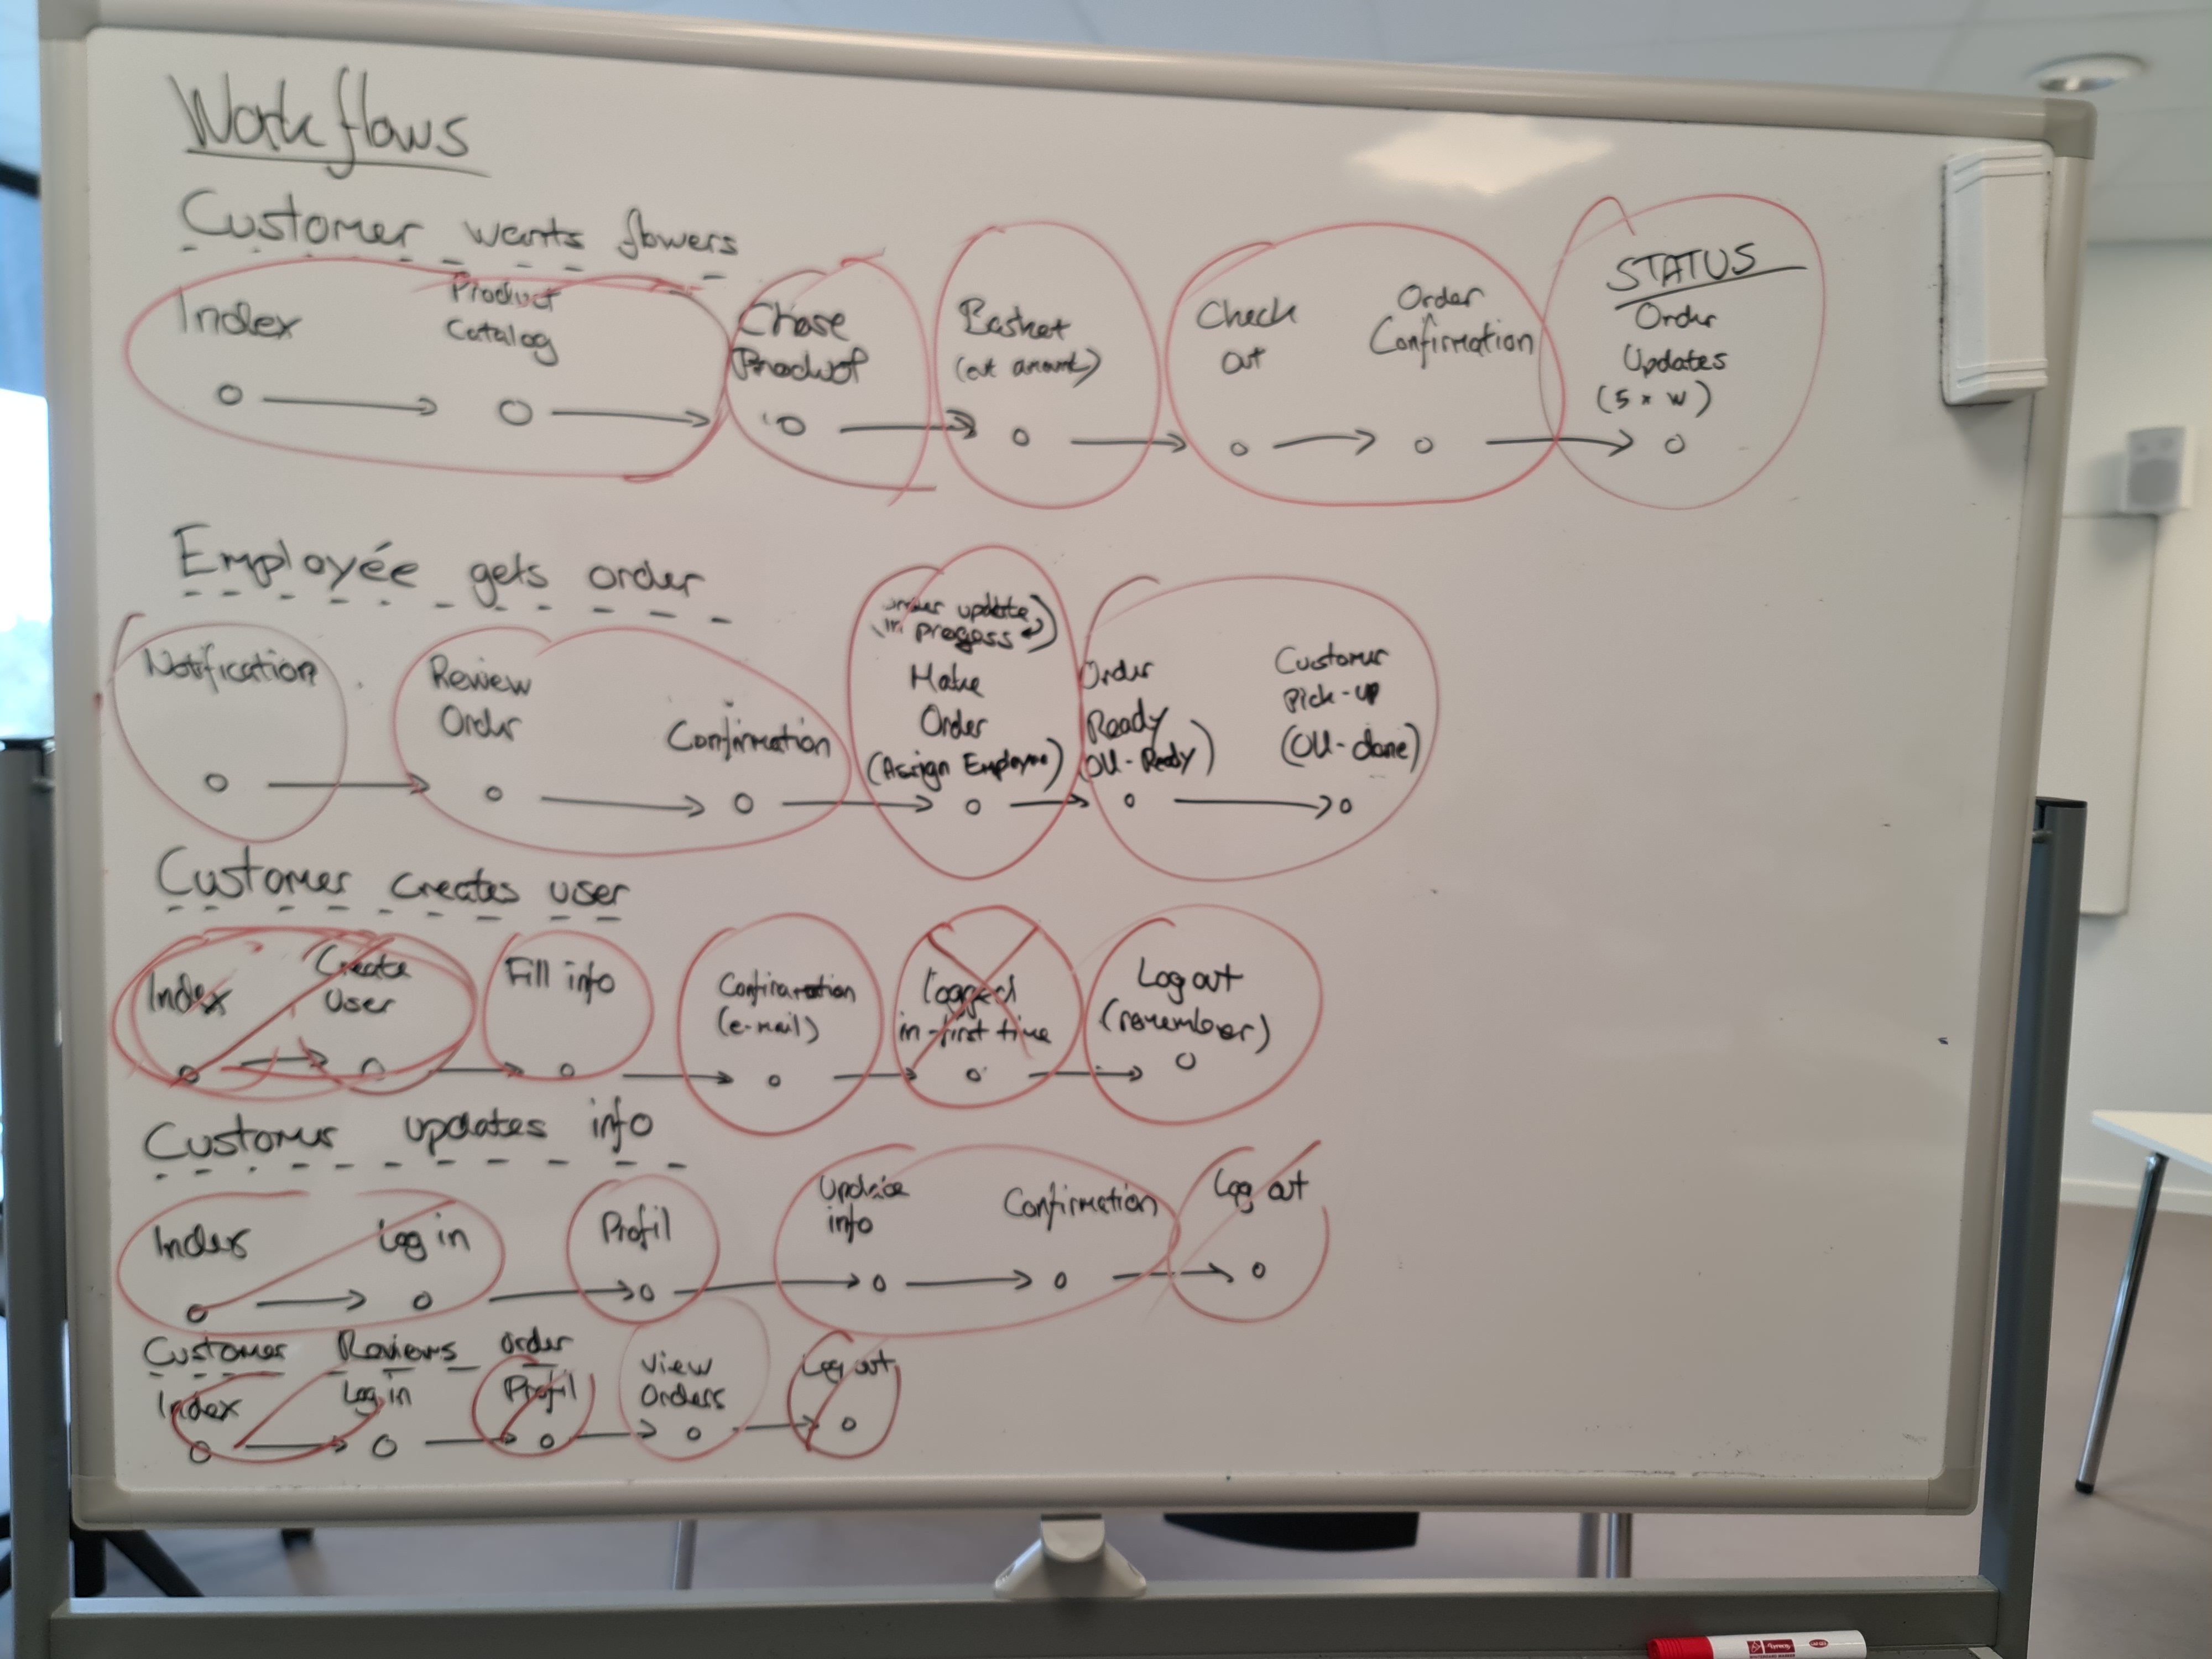 Workflows
Customer wants flowers
Index
Product
Catalog
Chose
Product
Basket
Check
out
Order
Confirmation
STATUS
Order
Updates
(5 x W)
Employée gets order
Notification
Review
Order
Confirmation
order update
in progess
Make
Order
(Assign Employee)
Order
Ready
(OU-Ready)
Customer
Pick-up
(OU-done)
Customer creates user
Index
Create
User
Fill info
Confirmation
(e-mail)
logged
in-first time
Log out
(remember)
Customer updates info
Index
Log in
Profil
Update
info
Confirmation
Log out
Customer Reviews order
Index
Log in
Profil
View
Orders
Log out